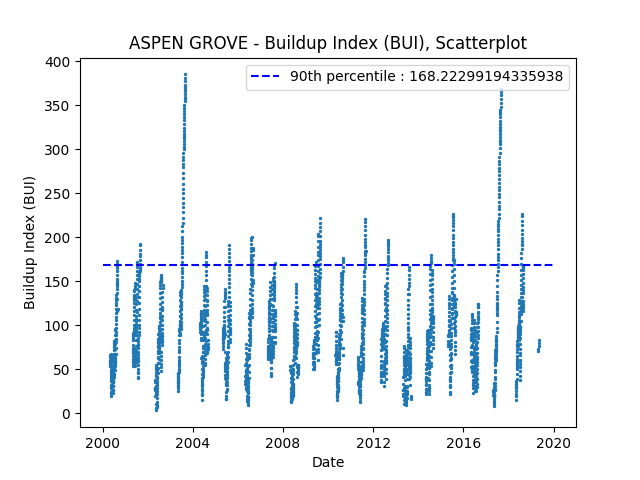 ASPEN GROVE - Buildup Index (BUI), Scatterplot
90th percentile : 168.22299194335938
Buildup Index (BUI)
400
350
300
250
200
150
100
50
0
2000 2004 2008 2012 2016 2020
Date